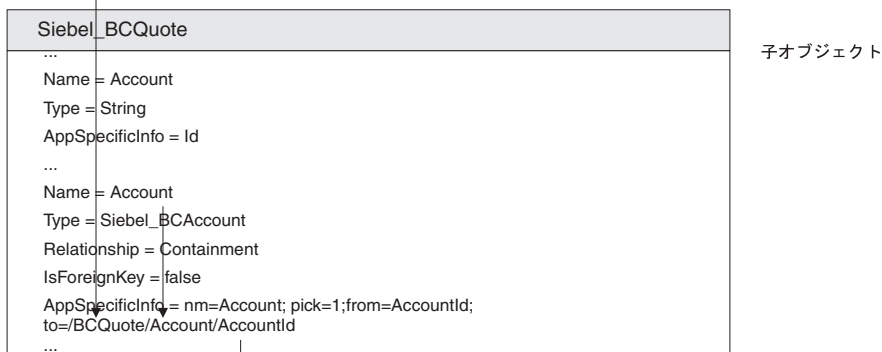 Siebel_BCQuote
子オブジェクト
...
Name = Account
Type = String
AppSpecificInfo = Id
...
Name = Account
Type = Siebel_BCAccount
Relationship = Containment
IsForeignKey = false
AppSpecificInfo = nm=Account; pick=1;from=AccountId;
to=/BCQuote/Account/AccountId
...